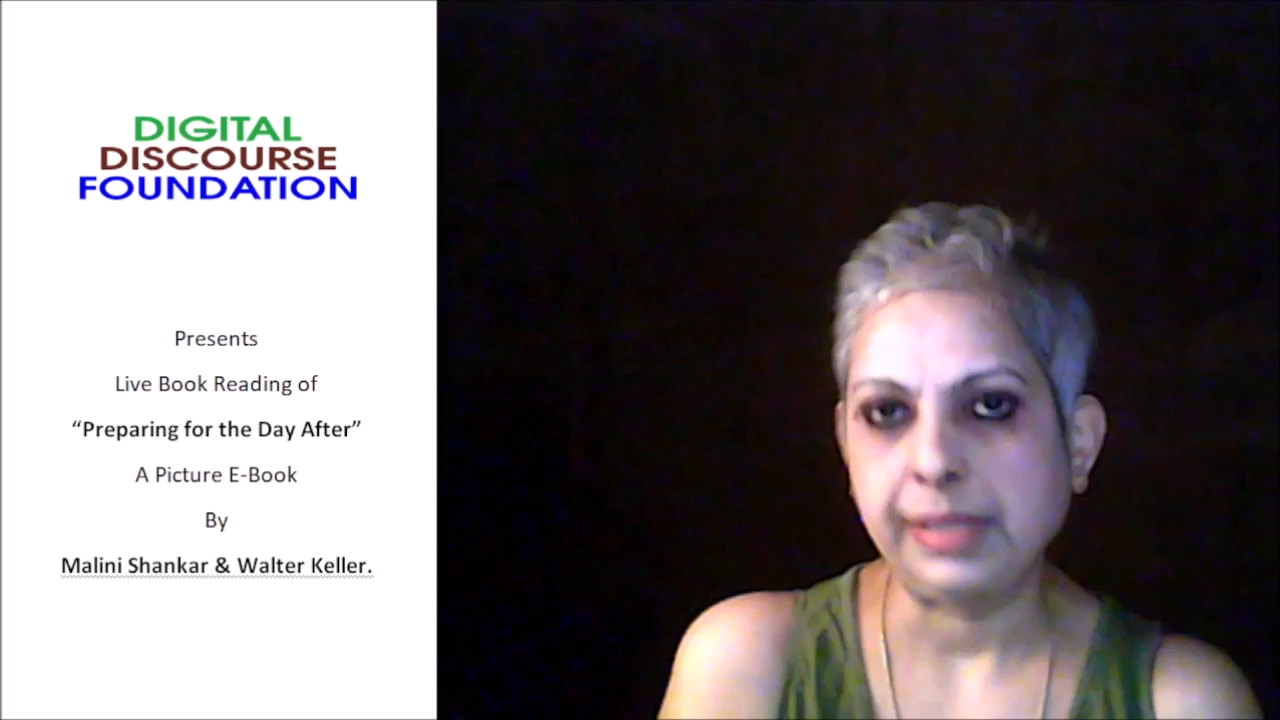 DIGITAL
DISCOURSE
FOUNDATION
Presents
Live Book Reading of
“Preparing for the Day After”
A Picture E-Book
By
Malini Shankar & Walter Keller.